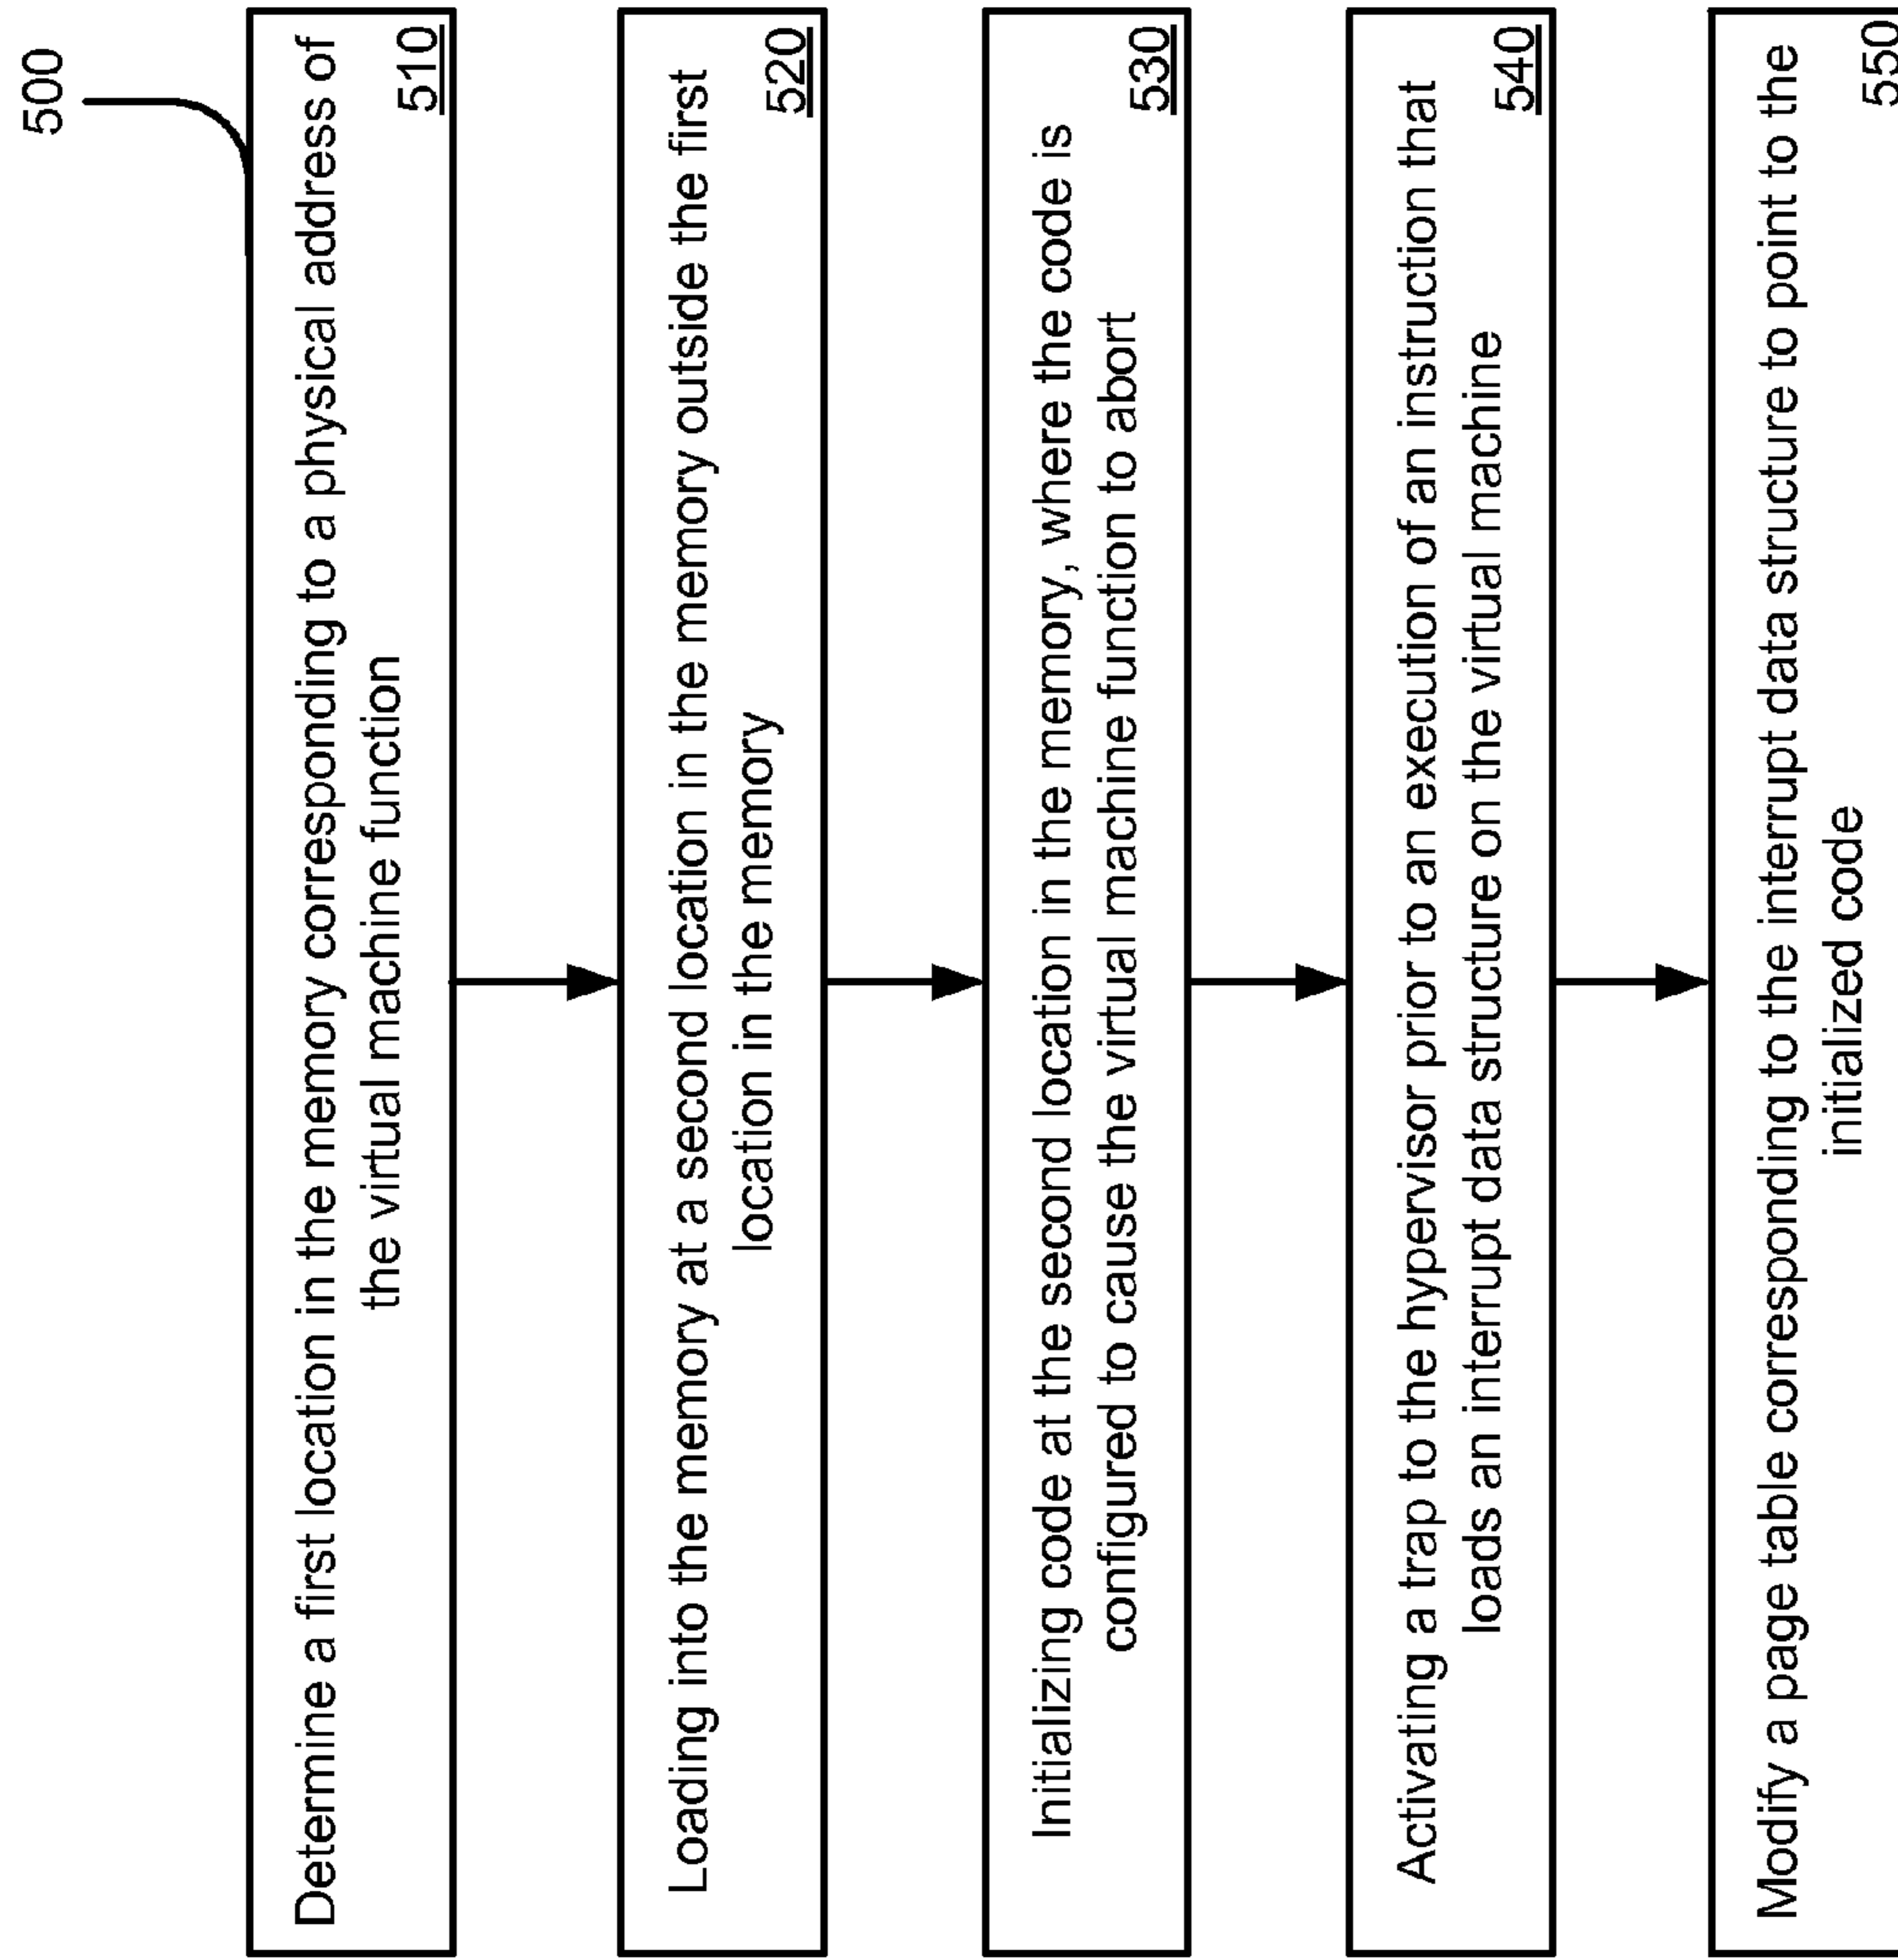 500
Determine a first location in the memory corresponding to a physical address of
the virtual machine function
510
Loading into the memory at a second location in the memory outside the first
location in the memory
520
Initializing code at the second location in the memory, where the code is
configured to cause the virtual machine function to abort
530
Activating a trap to the hypervisor prior to an execution of an instruction that
loads an interrupt data structure on the virtual machine
540
Modify a page table corresponding to the interrupt data structure to point to the
initialized code
550